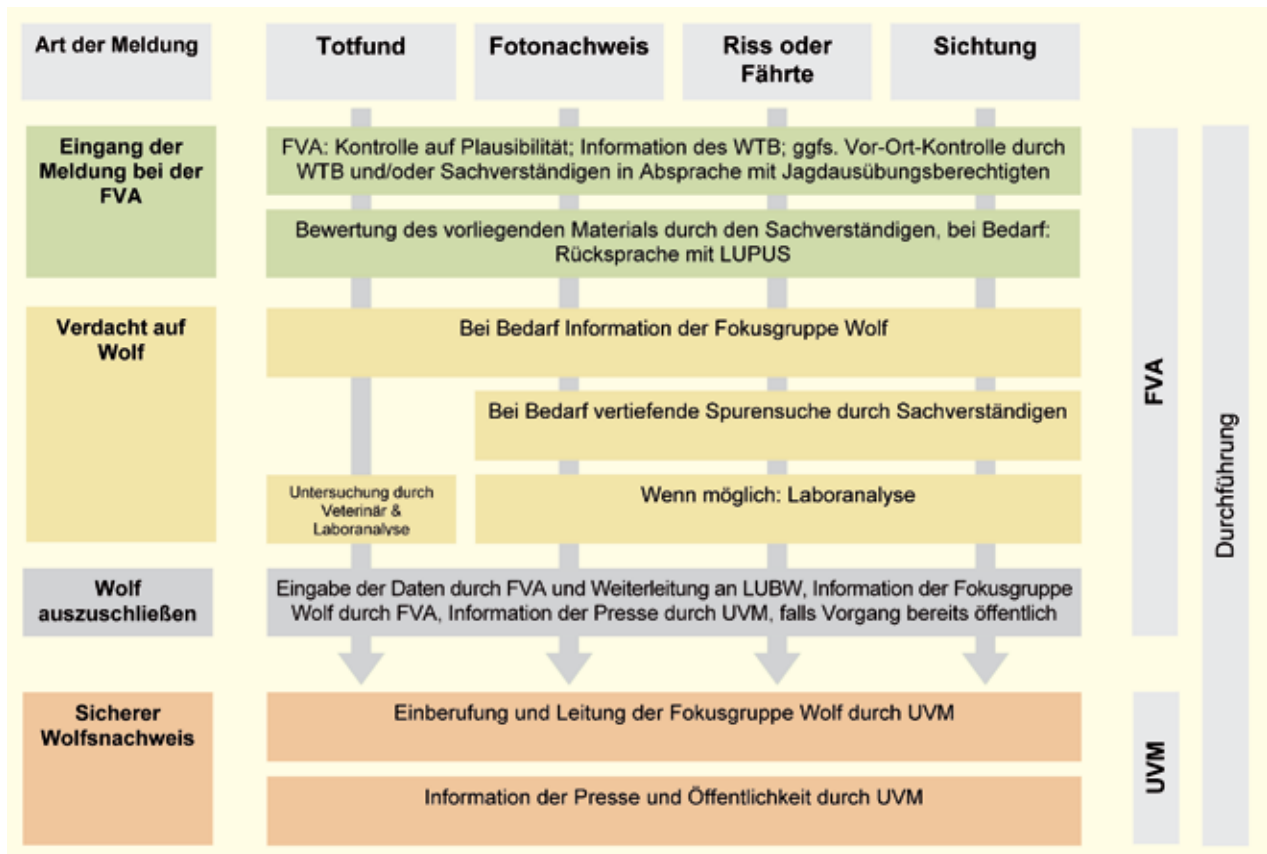 Art der Meldung
Totfund
Fotonachweis
Riss oder
Fährte
Sichtung
Eingang der
Meldung bei der
FVA
FVA: Kontrolle auf Plausibilität; Information des WTB; ggfs. Vor-Ort-Kontrolle durch
WTB und/oder Sachverständigen in Absprache mit Jagdausübungsberechtigten
Bewertung des vorliegenden Materials durch den Sachverständigen, bei Bedarf:
Rücksprache mit LUPUS
Verdacht auf
Wolf
Bei Bedarf Information der Fokusgruppe Wolf
Bei Bedarf vertiefende Spurensuche durch Sachverständigen
Untersuchung durch
Veterinär &
Laboranalyse
Wenn möglich: Laboranalyse
Wolf
auszuschließen
Eingabe der Daten durch FVA und Weiterleitung an LUBW, Information der Fokusgruppe
Wolf durch FVA, Information der Presse durch UVM, falls Vorgang bereits öffentlich
Sicherer
Wolfsnachweis
Einberufung und Leitung der Fokusgruppe Wolf durch UVM
Information der Presse und Öffentlichkeit durch UVM
FVA
UVM
Durchführung